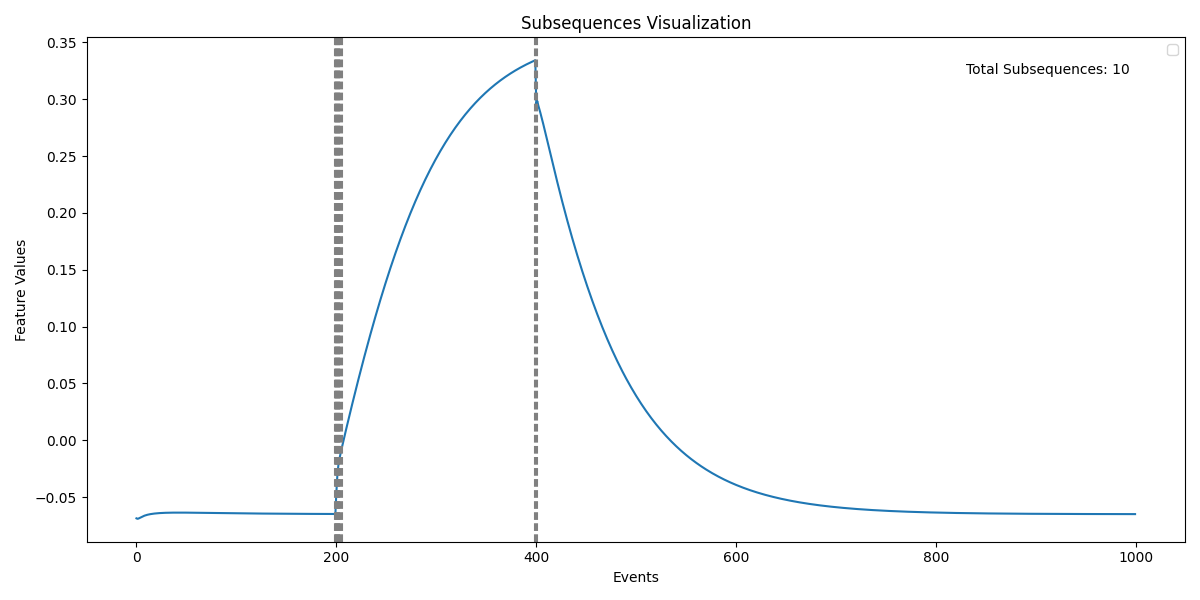 Subsequences Visualization
Total Subsequences: 10
0.35
0.30
0.25
0.20
0.15
0.10
0.05
0.00
−0.05
Feature Values
0 200 400 600 800 1000
Events